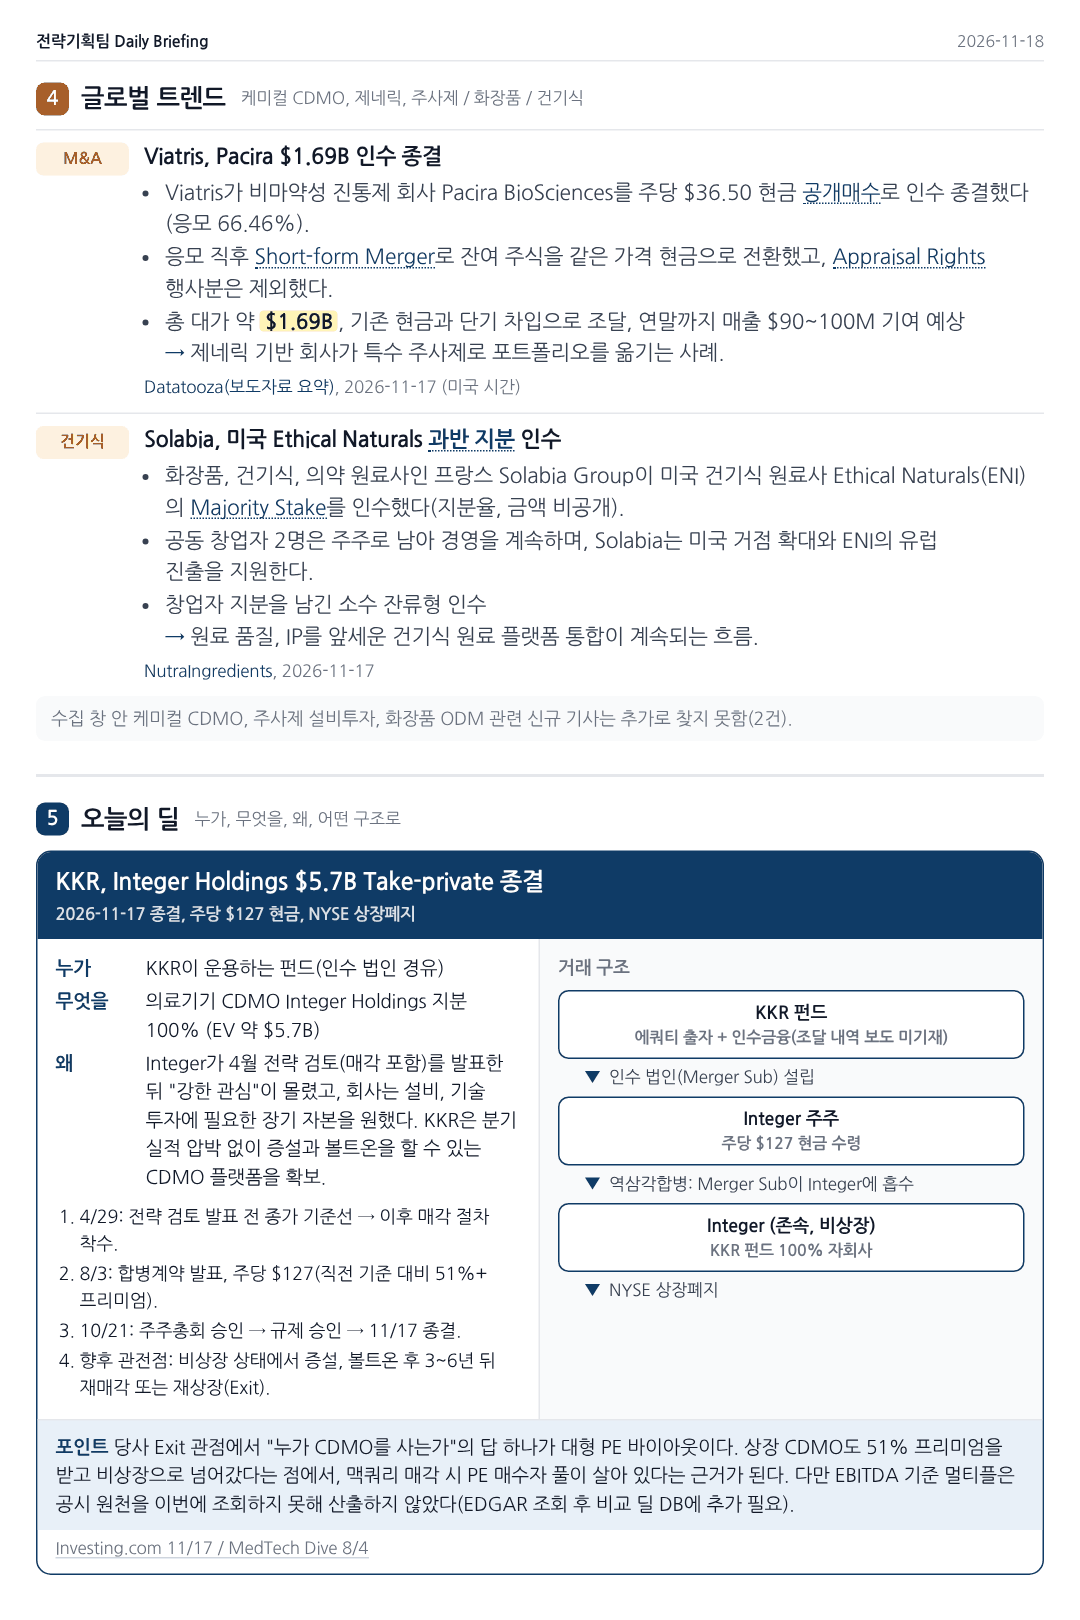 전략기획팀 Daily Briefing
2026-11-18
4 글로벌 트렌드 케미컬 CDMO, 제네릭, 주사제 / 화장품 / 건기식
M&A
Viatris, Pacira $1.69B 인수 종결
• Viatris가 비마약성 진통제 회사 Pacira BioSciences를 주당 $36.50 현금 공개매수로 인수 종결했다
(응모 66.46%).
• 응모 직후 Short-form Merger로 잔여 주식을 같은 가격 현금으로 전환했고, Appraisal Rights
행사분은 제외했다.
• 총 대가 약 $1.69B, 기존 현금과 단기 차입으로 조달, 연말까지 매출 $90~100M 기여 예상
→ 제네릭 기반 회사가 특수 주사제로 포트폴리오를 옮기는 사례.
Datatooza(보도자료 요약), 2026-11-17 (미국 시간)
건기식
Solabia, 미국 Ethical Naturals 과반 지분 인수
• 화장품, 건기식, 의약 원료사인 프랑스 Solabia Group이 미국 건기식 원료사 Ethical Naturals(ENI)
의 Majority Stake를 인수했다(지분율, 금액 비공개).
• 공동 창업자 2명은 주주로 남아 경영을 계속하며, Solabia는 미국 거점 확대와 ENI의 유럽
진출을 지원한다.
• 창업자 지분을 남긴 소수 잔류형 인수
→ 원료 품질, IP를 앞세운 건기식 원료 플랫폼 통합이 계속되는 흐름.
NutraIngredients, 2026-11-17
수집 창 안 케미컬 CDMO, 주사제 설비투자, 화장품 ODM 관련 신규 기사는 추가로 찾지 못함(2건).
5 오늘의 딜 누가, 무엇을, 왜, 어떤 구조로
KKR, Integer Holdings $5.7B Take-private 종결
2026-11-17 종결, 주당 $127 현금, NYSE 상장폐지
누가 KKR이 운용하는 펀드(인수 법인 경유)
무엇을 의료기기 CDMO Integer Holdings 지분
100% (EV 약 $5.7B)
왜 Integer가 4월 전략 검토(매각 포함)를 발표한
뒤 "강한 관심"이 몰렸고, 회사는 설비, 기술
투자에 필요한 장기 자본을 원했다. KKR은 분기
실적 압박 없이 증설과 볼트온을 할 수 있는
CDMO 플랫폼을 확보.
1. 4/29: 전략 검토 발표 전 종가 기준선 → 이후 매각 절차
착수.
2. 8/3: 합병계약 발표, 주당 $127(직전 기준 대비 51%+
프리미엄).
3. 10/21: 주주총회 승인 → 규제 승인 → 11/17 종결.
4. 향후 관전점: 비상장 상태에서 증설, 볼트온 후 3~6년 뒤
재매각 또는 재상장(Exit).
거래 구조
KKR 펀드
에쿼티 출자 + 인수금융(조달 내역 보도 미기재)
▼ 인수 법인(Merger Sub) 설립
Integer 주주
주당 $127 현금 수령
▼ 역삼각합병: Merger Sub이 Integer에 흡수
Integer (존속, 비상장)
KKR 펀드 100% 자회사
▼ NYSE 상장폐지
포인트 당사 Exit 관점에서 "누가 CDMO를 사는가"의 답 하나가 대형 PE 바이아웃이다. 상장 CDMO도 51% 프리미엄을
받고 비상장으로 넘어갔다는 점에서, 맥쿼리 매각 시 PE 매수자 풀이 살아 있다는 근거가 된다. 다만 EBITDA 기준 멀티플은
공시 원천을 이번에 조회하지 못해 산출하지 않았다(EDGAR 조회 후 비교 딜 DB에 추가 필요).
Investing.com 11/17 / MedTech Dive 8/4